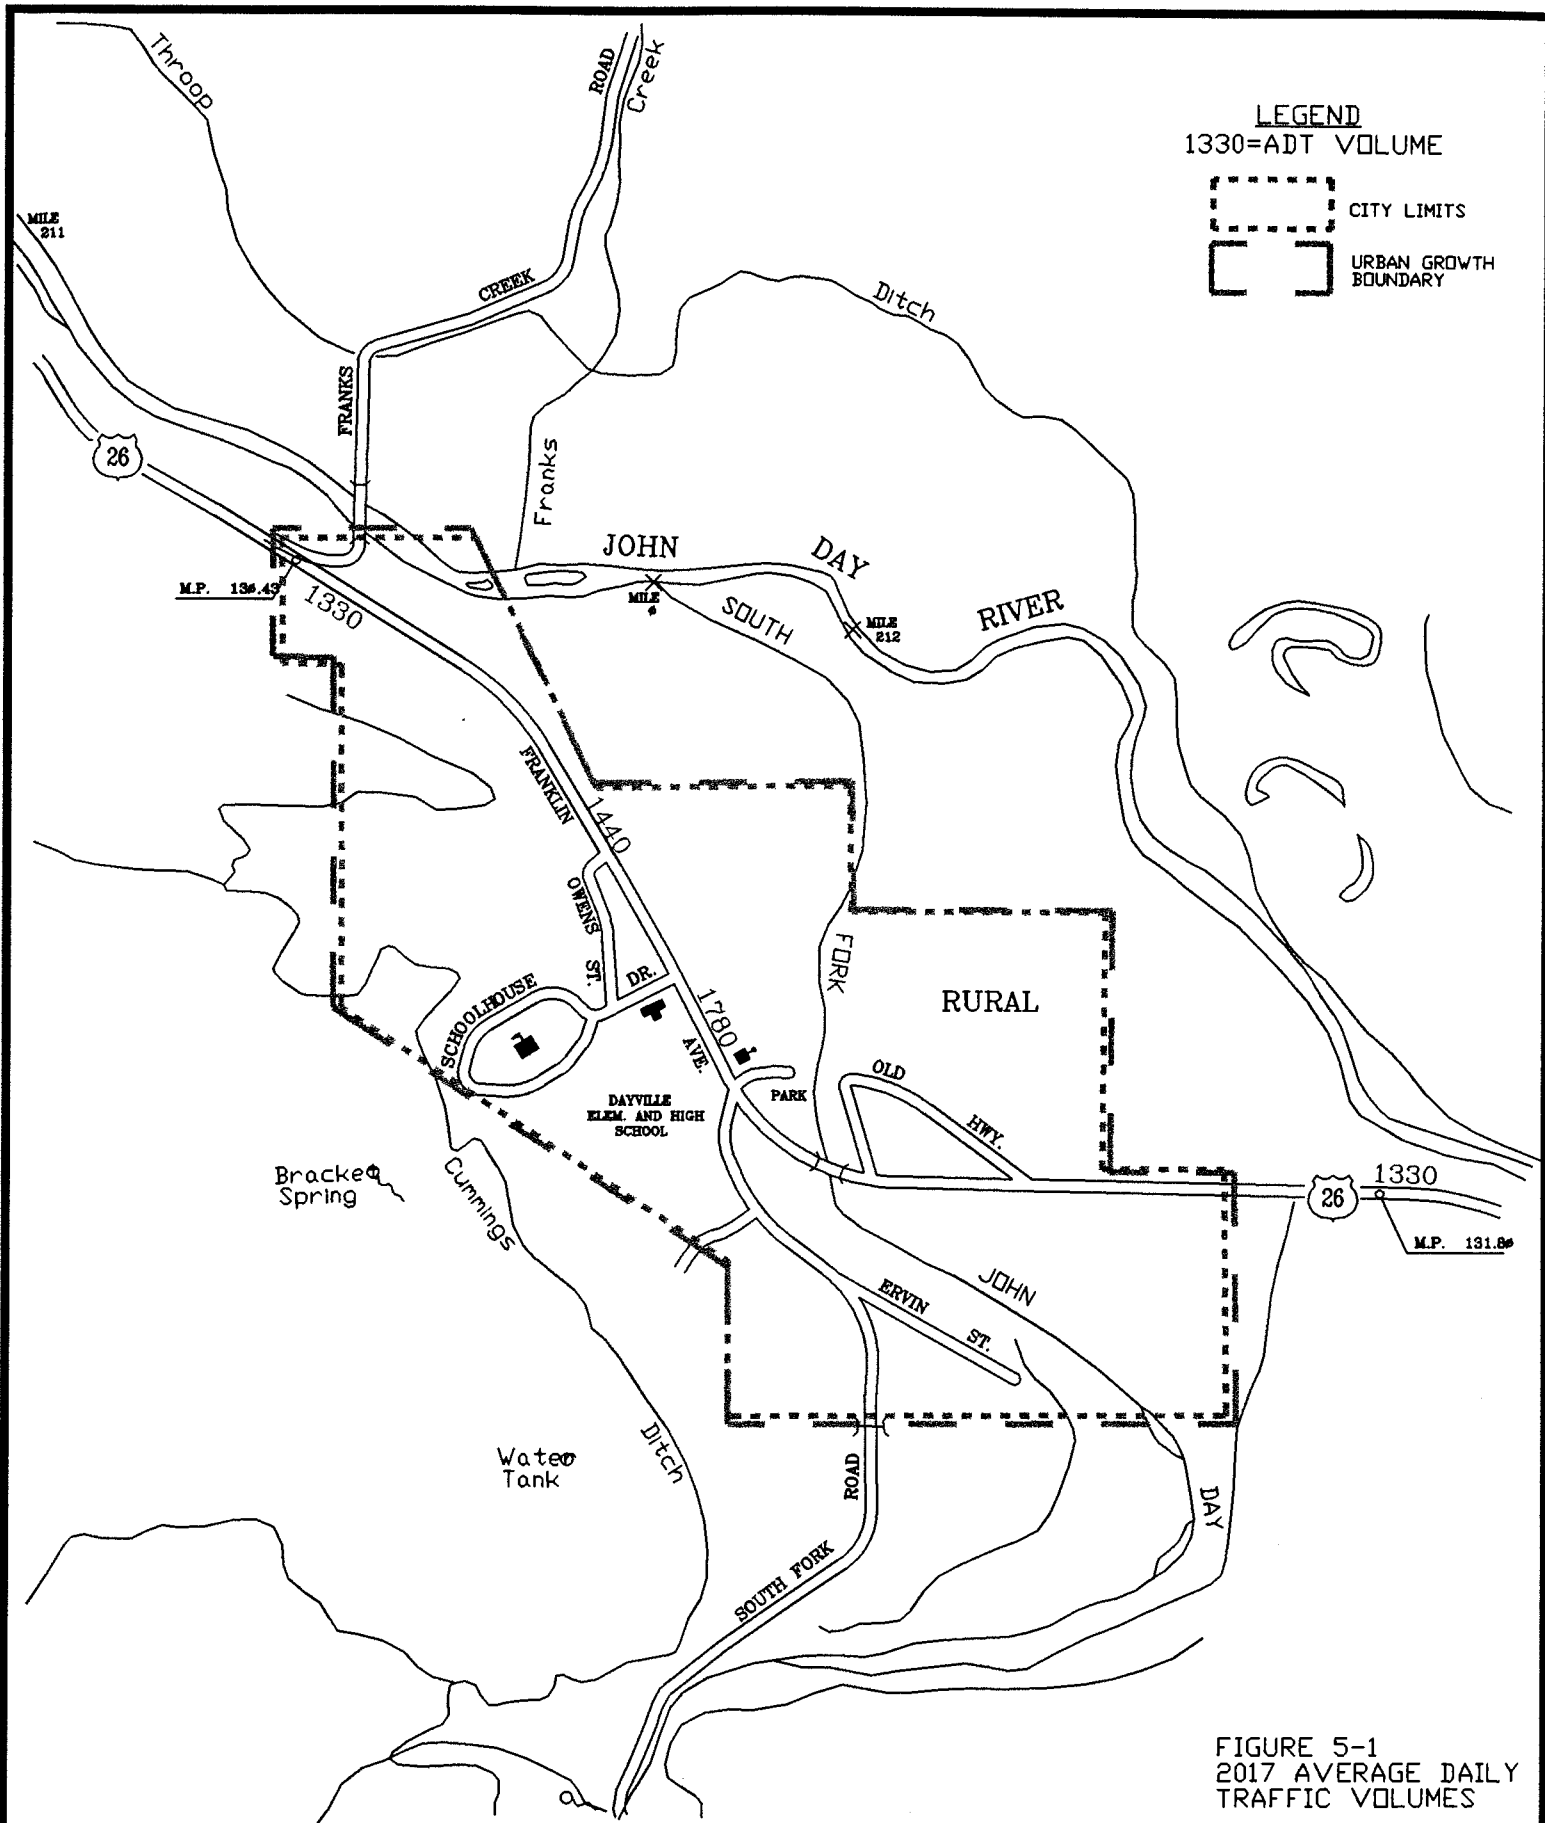 LEGEND
1330=ADT VOLUME
CITY LIMITS
URBAN GROWTH
BOUNDARY
Throop
ROAD
Creek
MILE
211
CREEK
Ditch
FRANKS
26
Franks
JOHN
DAY
RIVER
MILE
SOUTH
MILE
212
M.P.
1330
FRANKLIN
1440
OWENS
ST.
FORK
RURAL
SCHOOLHOUSE
DR.
1780
AVE.
OLD
HWY.
PARK
DAYVILLE
ELEM. AND HIGH
SCHOOL
Spring
Cummings
26
1330
M.P.
JOHN
ERVIN
ST.
Ditch
Tank
ROAD
DAY
SOUTH FORK
FIGURE 5-1
2017 AVERAGE DAILY
TRAFFIC VOLUMES